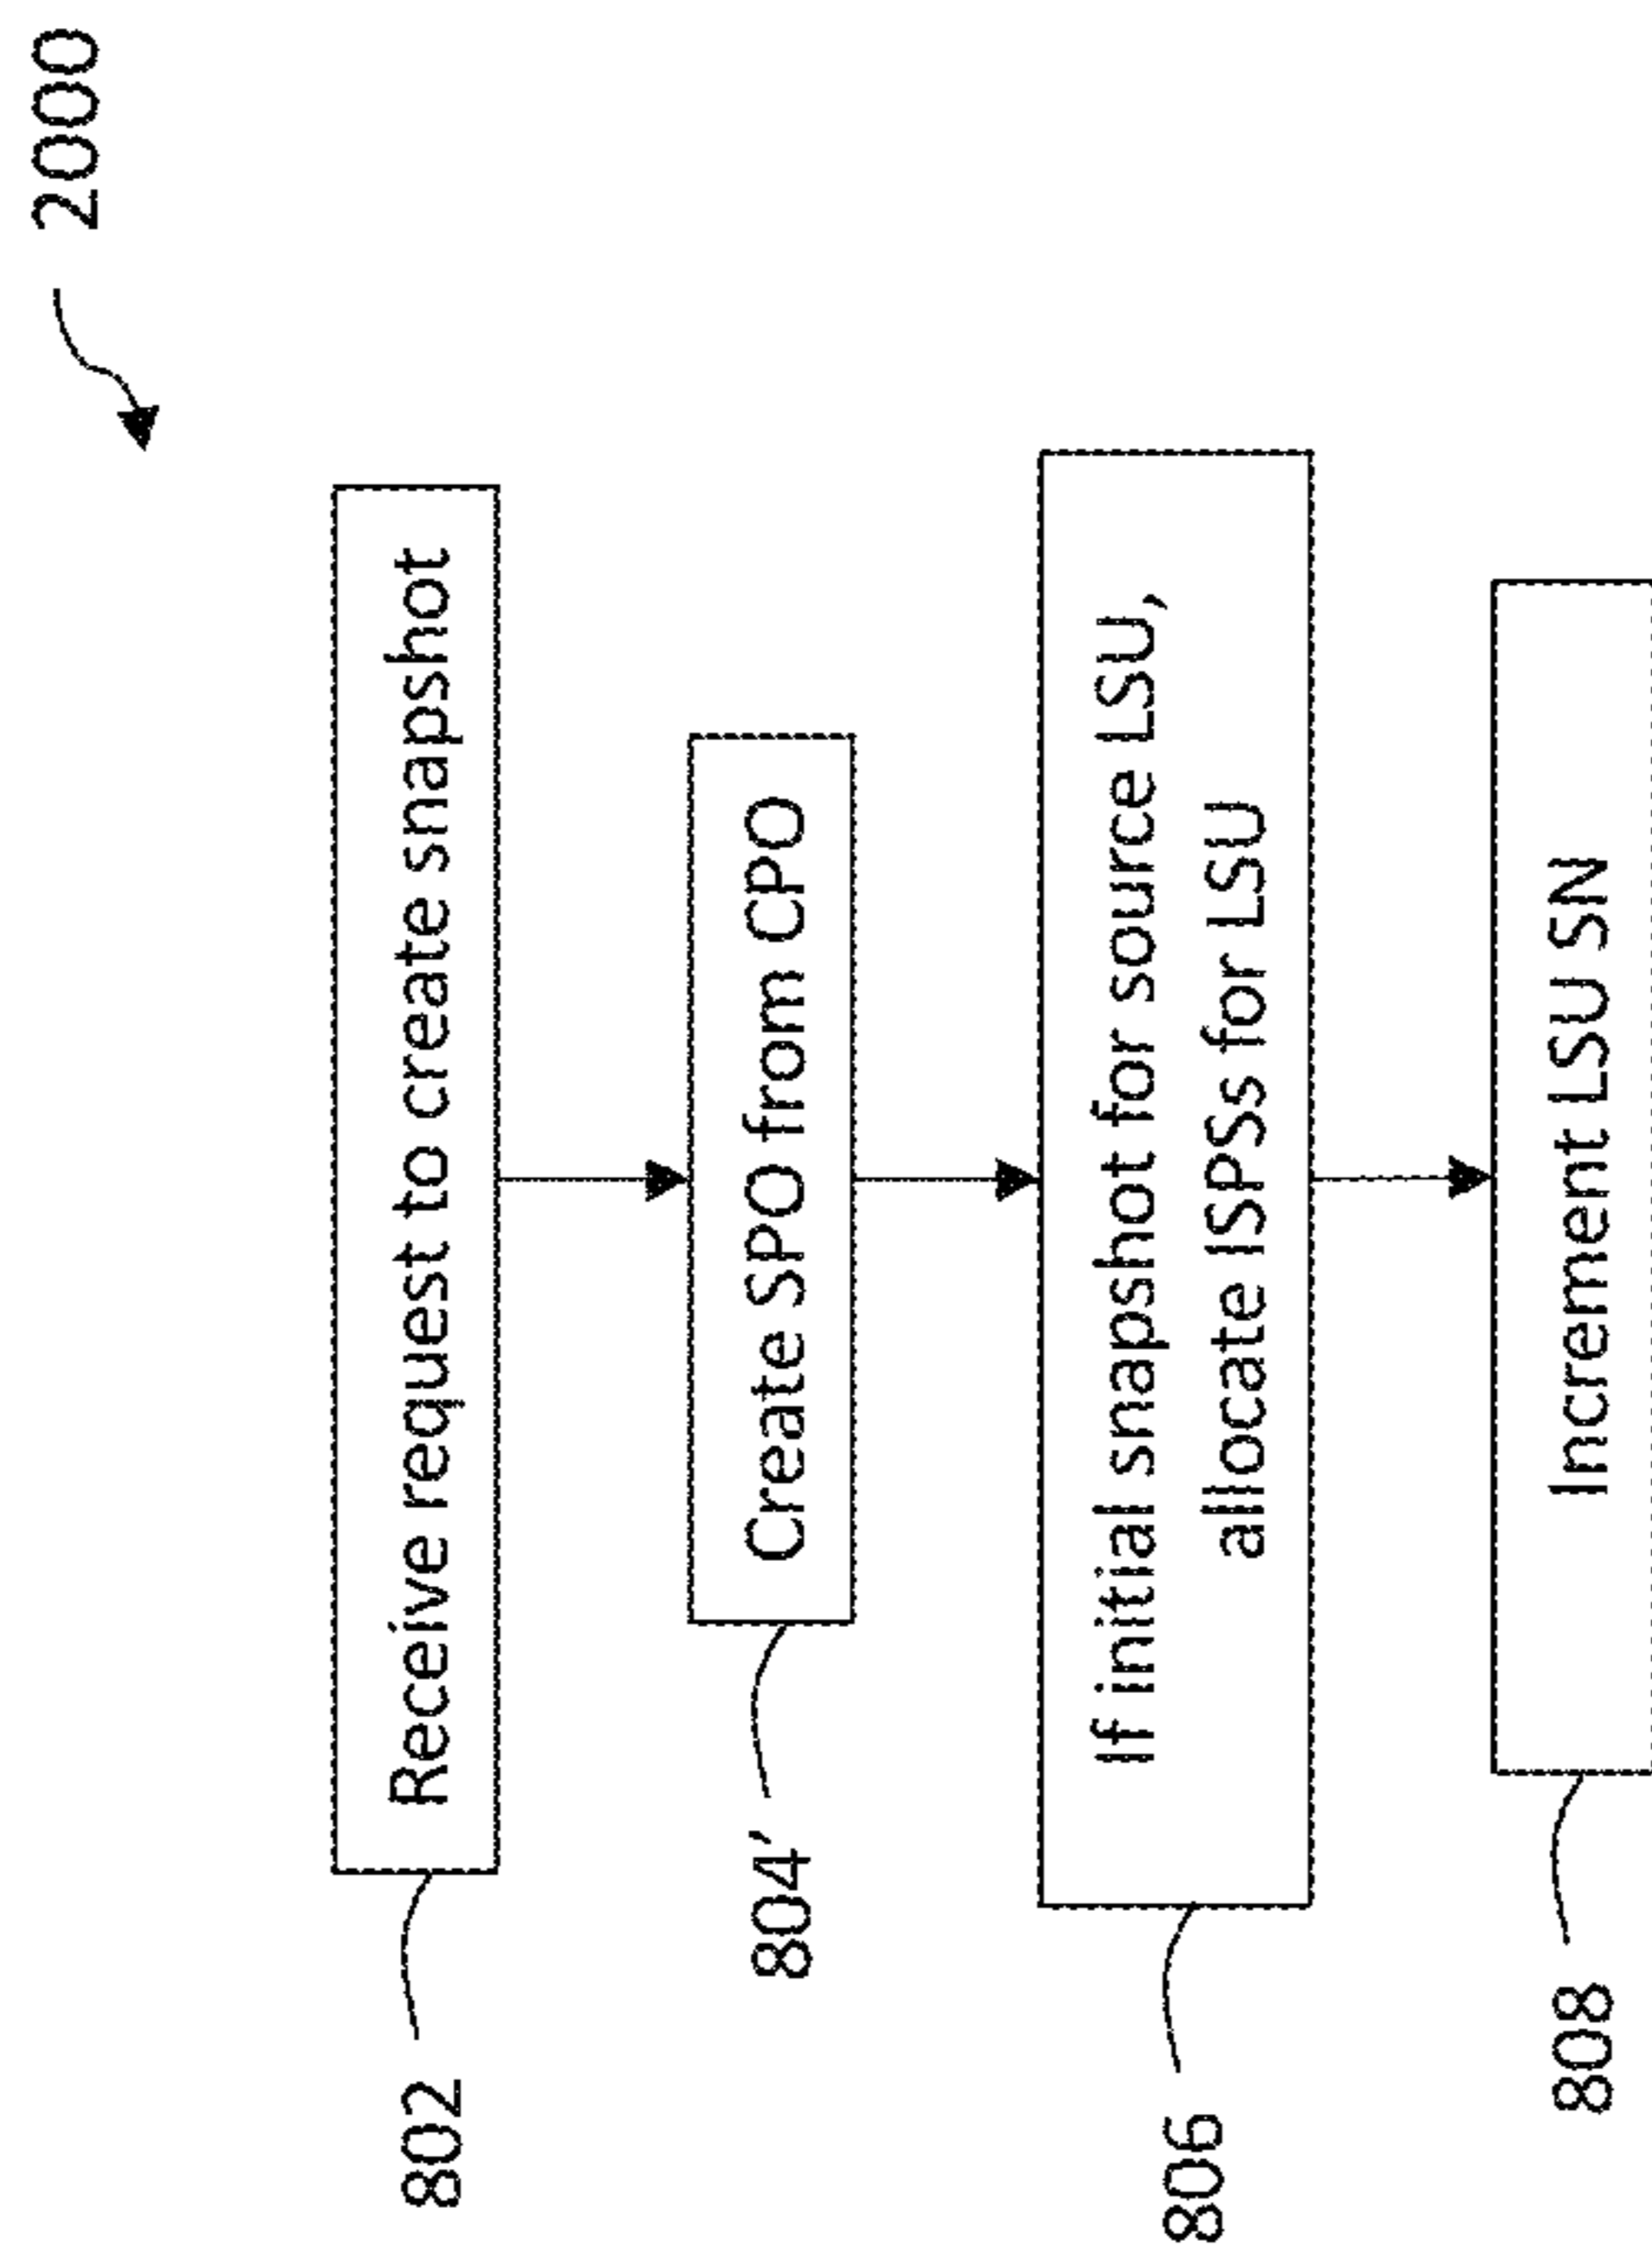 2000
802
Receive request to create snapshot
804′
Create SPO from CPO
806
If initial snapshot for source LSU,
allocate ISPSs for LSU
808
Increment LSU SN